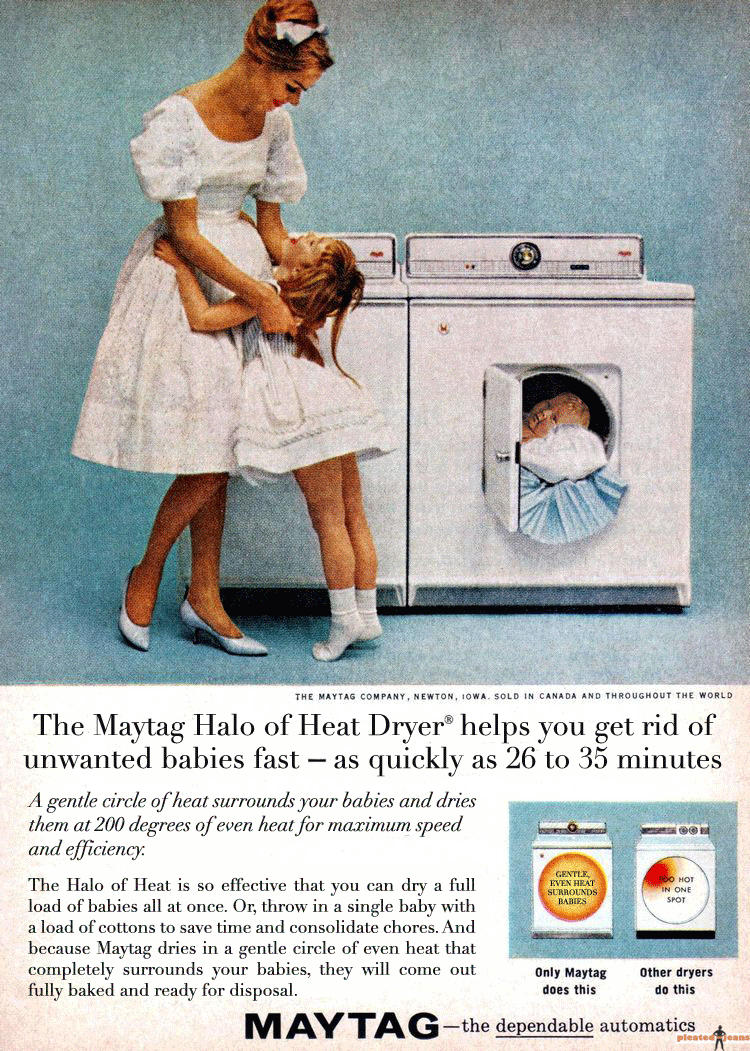 THE MAYTAG COMPANY, NEWTON, IOWA. SOLD IN CANADA AND THROUGHOUT THE WORLD
The Maytag Halo of Heat Dryer® helps you get rid of
unwanted babies fast – as quickly as 26 to 35 minutes
A gentle circle of heat surrounds your babies and dries
them at 200 degrees of even heat for maximum speed
and efficiency.
The Halo of Heat is so effective that you can dry a full
load of babies all at once. Or, throw in a single baby with
a load of cottons to save time and consolidate chores. And
because Maytag dries in a gentle circle of even heat that
completely surrounds your babies, they will come out
fully baked and ready for disposal.
GENTLE,
EVEN HEAT
SURROUNDS
BABIES
TOO HOT
IN ONE
SPOT
Only Maytag
does this
Other dryers
do this
MAYTAG—the dependable automatics
pleated jeans